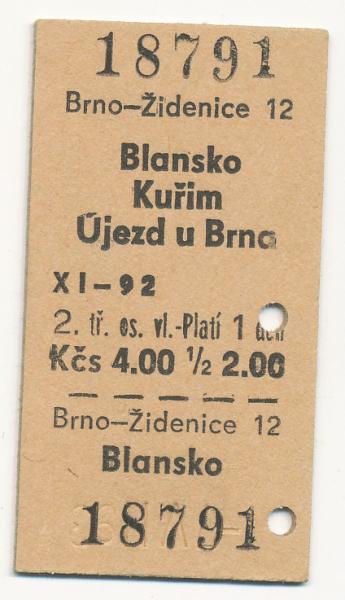 18791
Brno-Židenice 12
Blansko
Kuřim
Újezd u Brna
XI-92
2. tř. os. vl.-Platí 1 den
Kčs 4.00 ½ 2.00
Brno-Židenice 12
Blansko
18791